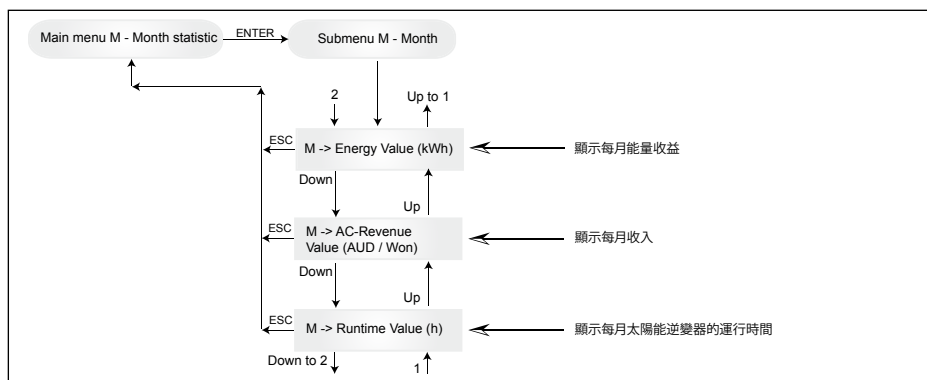 Main menu M - Month statistic
ENTER
Submenu M - Month
2
Up to 1
ESC
M -> Energy Value (kWh)
顯示每月能量收益
Down
Up
ESC
M -> AC-Revenue
Value (AUD / Won)
顯示每月收入
Down
Up
ESC
M -> Runtime Value (h)
顯示每月太陽能逆變器的運行時間
Down to 2
1